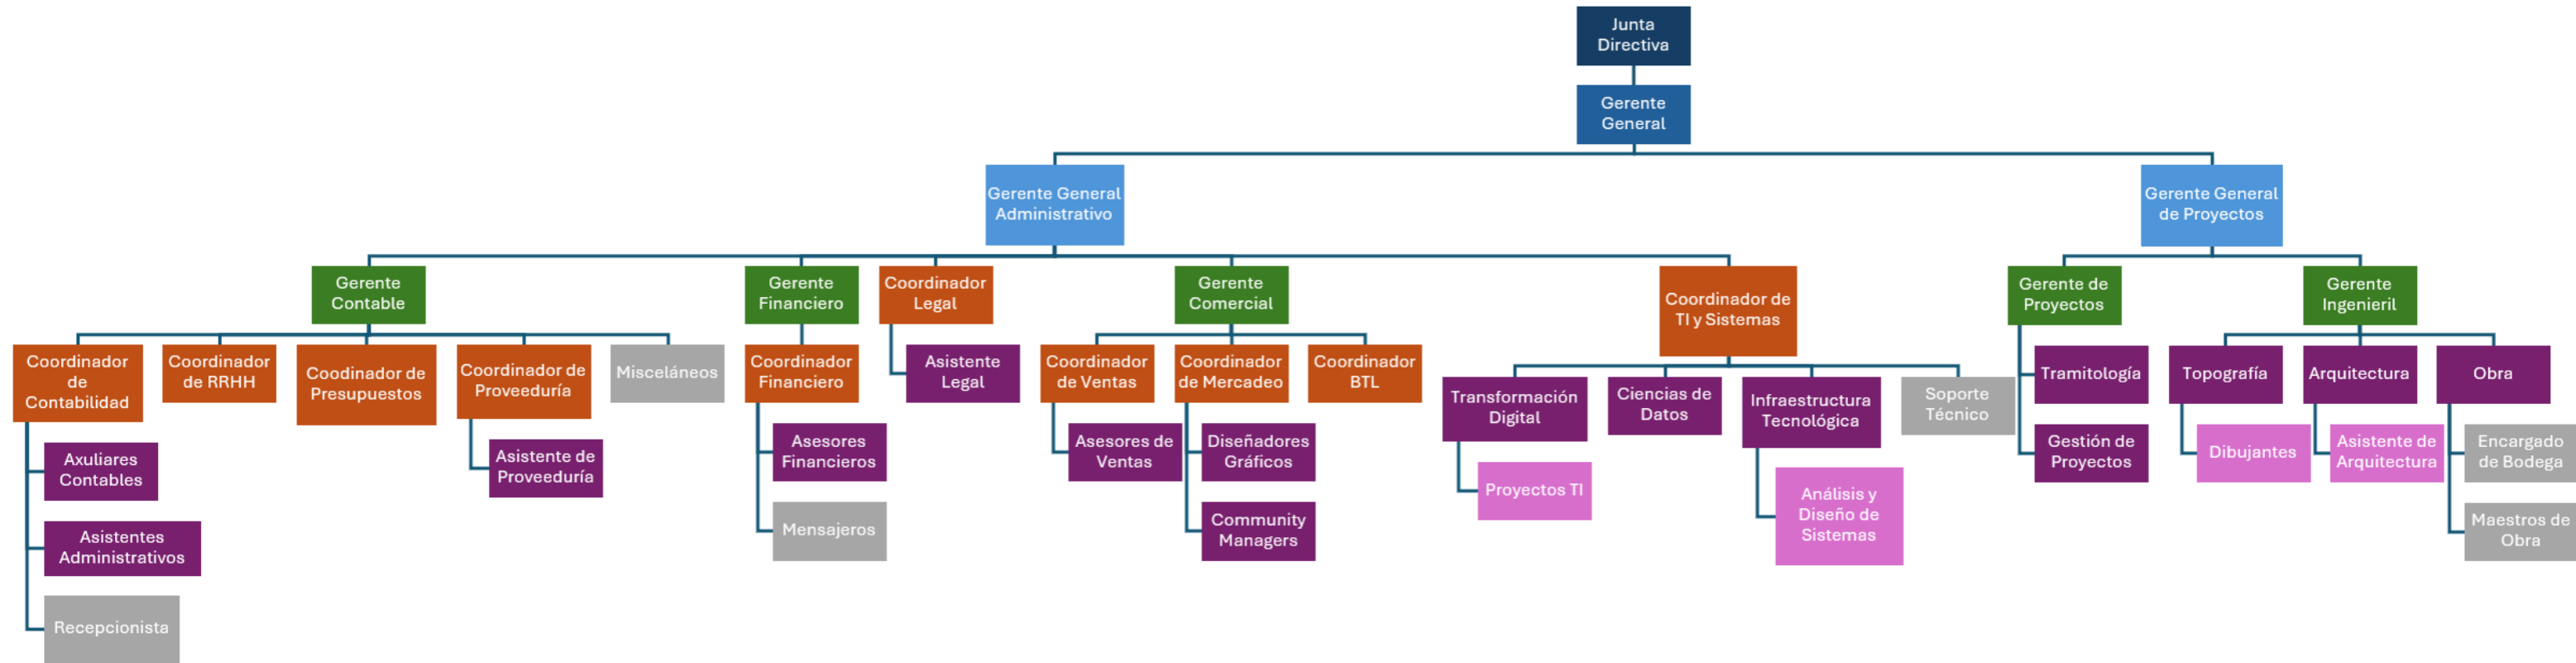 Junta
Directiva
Gerente
General
Gerente General
Administrativo
Gerente General
de Proyectos
Gerente
Contable
Gerente
Financiero
Coordinador
Legal
Gerente
Comercial
Coordinador de
TI y Sistemas
Gerente de
Proyectos
Gerente
Ingenieril
Coordinador
de
Contabilidad
Coordinador
de RRHH
Coodinador de
Presupuestos
Coordinador de
Proveeduría
Misceláneos
Coordinador
Financiero
Asistente
Legal
Coordinador
de Ventas
Coordinador
de Mercadeo
Coordinador
BTL
Transformación
Digital
Ciencias de
Datos
Infraestructura
Tecnológica
Soporte
Técnico
Tramitología
Topografía
Arquitectura
Obra
Axuliares
Contables
Asistente de
Proveeduría
Asesores
Financieros
Asesores de
Ventas
Diseñadores
Gráficos
Proyectos TI
Análisis y
Diseño de
Sistemas
Gestión de
Proyectos
Dibujantes
Asistente de
Arquitectura
Encargado
de Bodega
Asistentes
Administrativos
Mensajeros
Community
Managers
Maestros de
Obra
Recepcionista